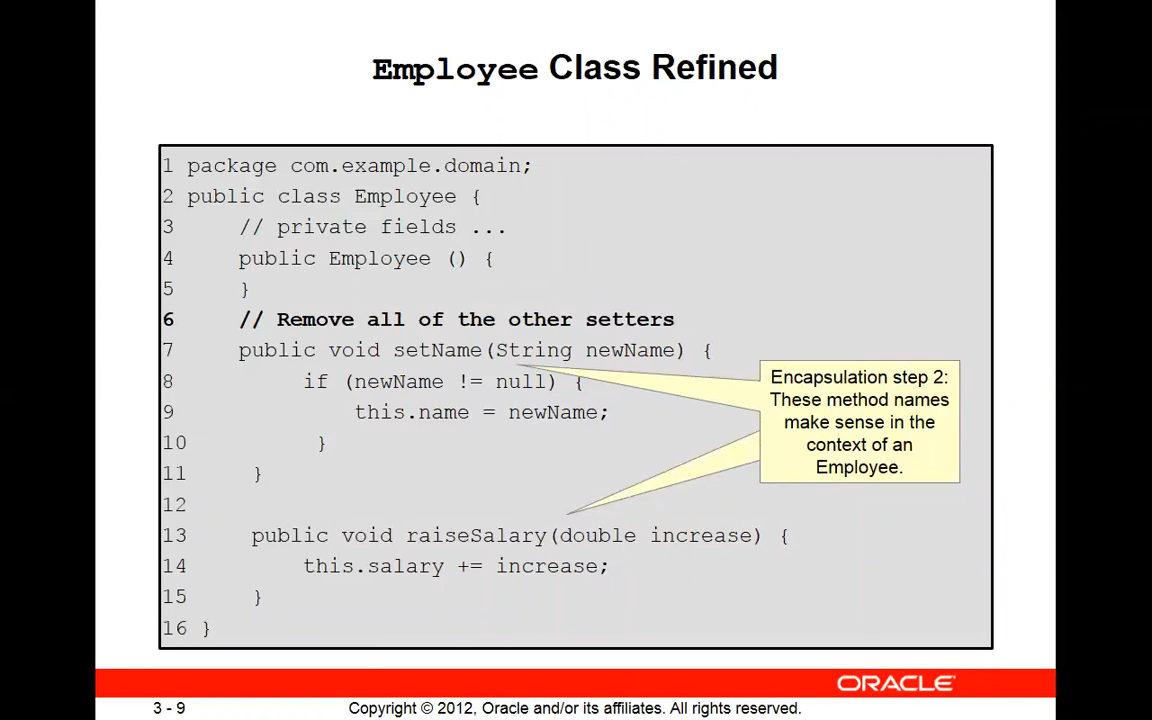 Employee Class Refined
1 package com.example.domain;
2 public class Employee {
3 // private fields ...
4 public Employee () {
5 }
6 // Remove all of the other setters
7 public void setName(String newName) {
8 if (newName != null) {
9 this.name = newName;
10 }
11 }
12
13 public void raiseSalary(double increase) {
14 this.salary += increase;
15 }
16 }
Encapsulation step 2:
These method names
make sense in the
context of an
Employee.
ORACLE
3 - 9
Copyright © 2012, Oracle and/or its affiliates. All rights reserved.